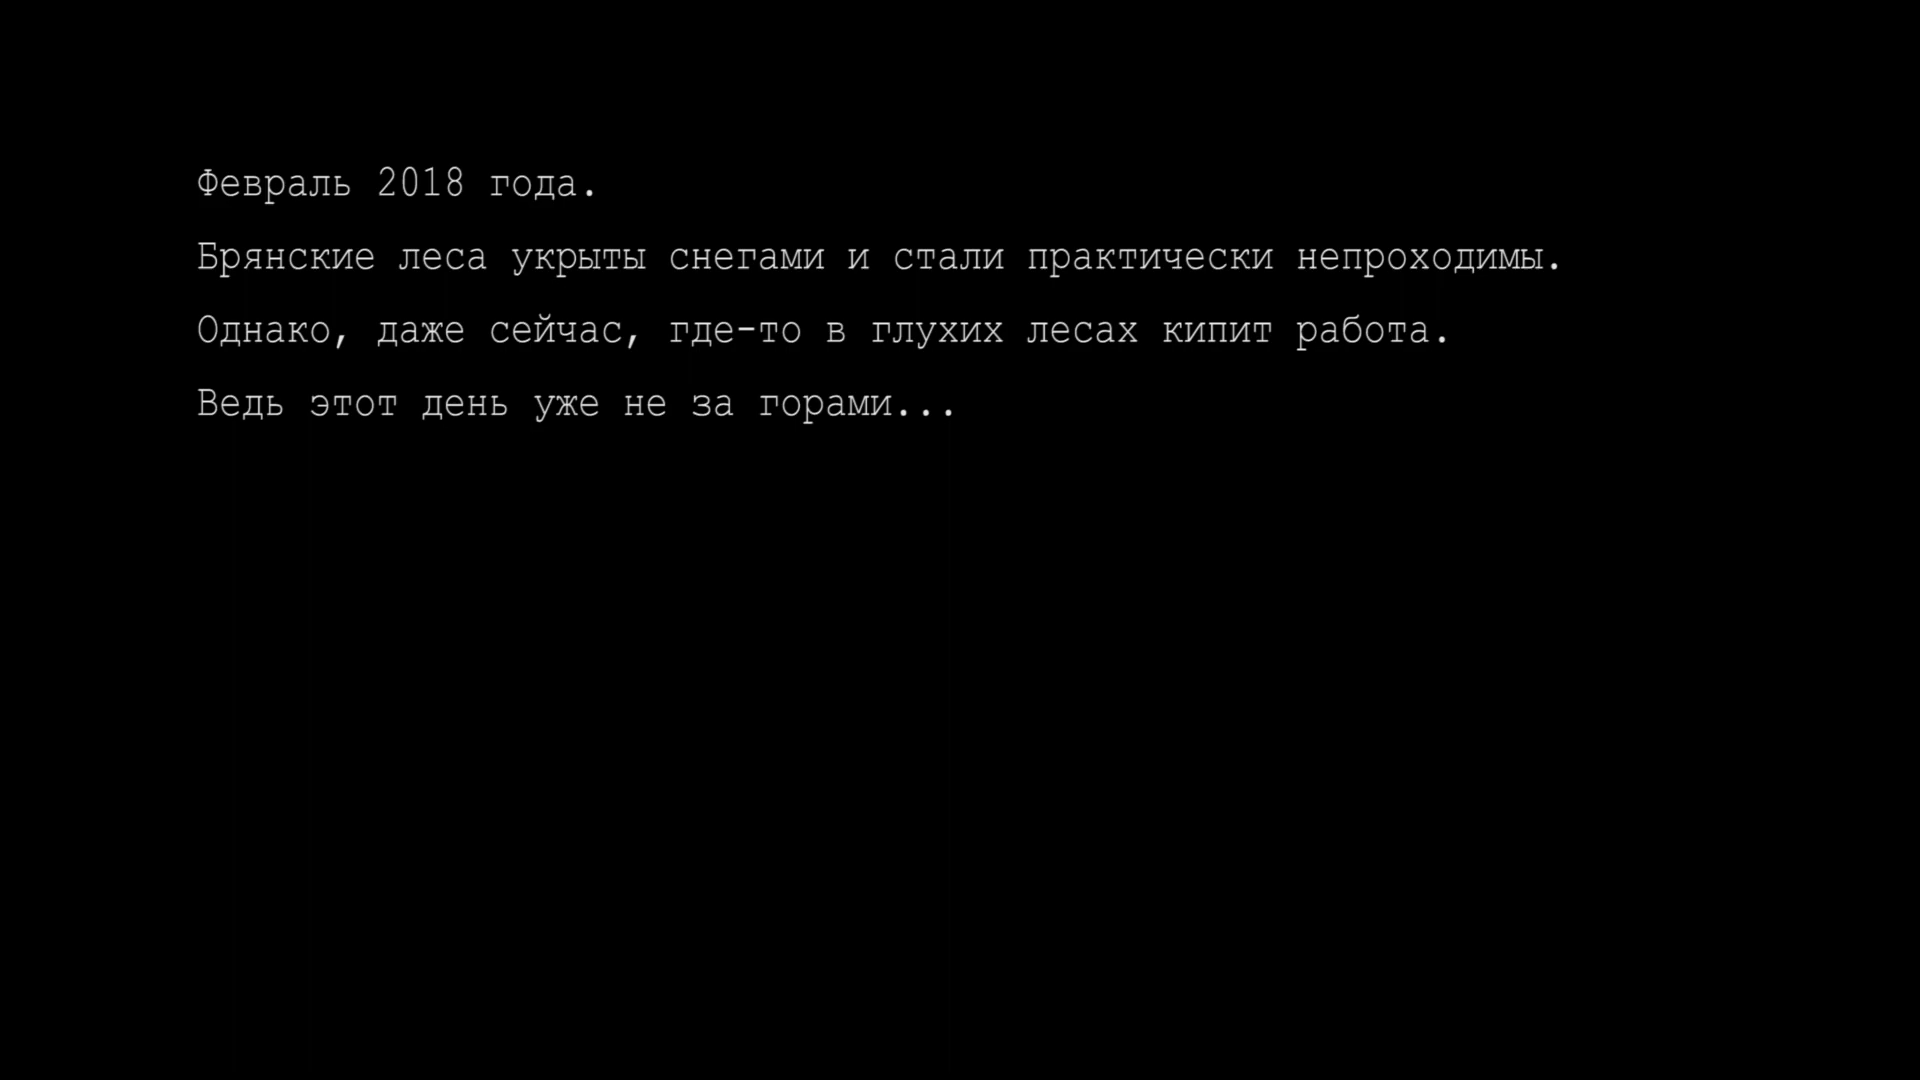 Февраль 2018 года.
Брянские леса укрыты снегами и стали практически непроходимы.
Однако, даже сейчас, где-то в глухих лесах кипит работа.
Ведь этот день уже не за горами...